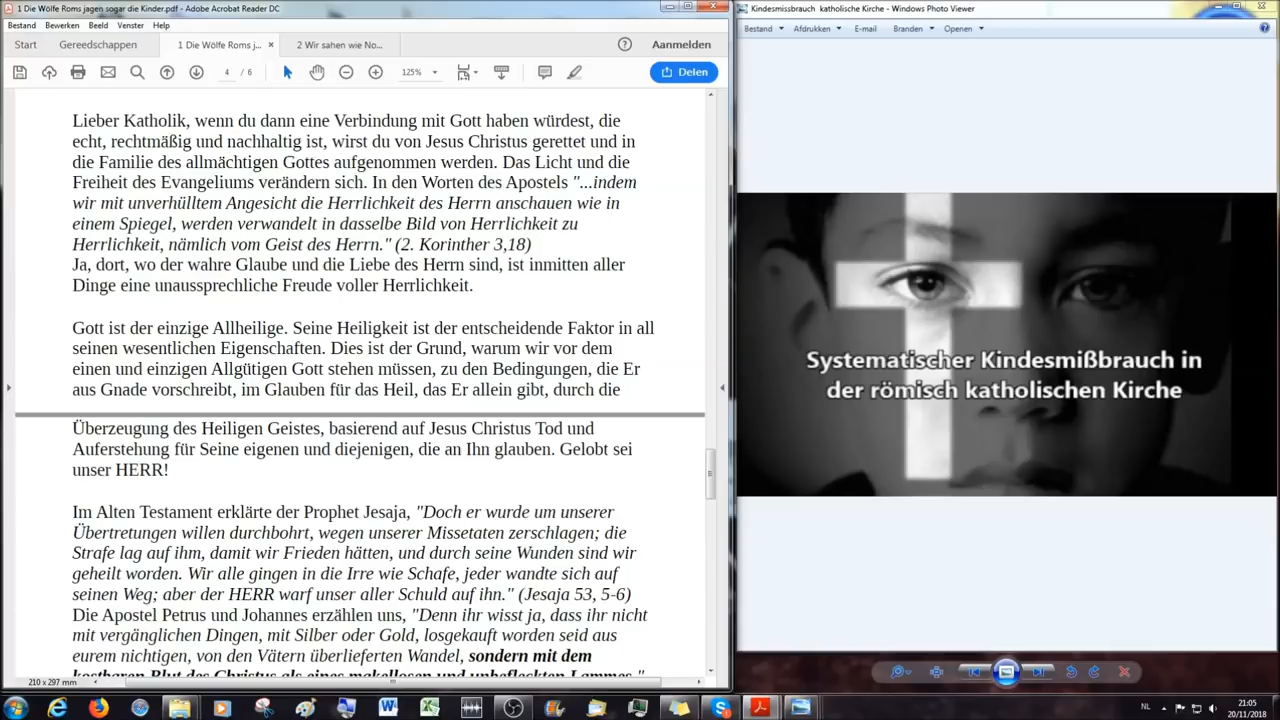 1 Die Wölfe Roms jagen sogar die Kinder.pdf - Adobe Acrobat Reader DC
Bestand Bewerken Beeld Venster Help
Start Gereedschappen 1 Die Wölfe Roms j... × 2 Wir sahen wie No... Aanmelden
4 / 6 125% Delen
Lieber Katholik, wenn du dann eine Verbindung mit Gott haben würdest, die
echt, rechtmäßig und nachhaltig ist, wirst du von Jesus Christus gerettet und in
die Familie des allmächtigen Gottes aufgenommen werden. Das Licht und die
Freiheit des Evangeliums verändern sich. In den Worten des Apostels "...indem
wir mit unverhülltem Angesicht die Herrlichkeit des Herrn anschauen wie in
einem Spiegel, werden verwandelt in dasselbe Bild von Herrlichkeit zu
Herrlichkeit, nämlich vom Geist des Herrn." (2. Korinther 3,18)
Ja, dort, wo der wahre Glaube und die Liebe des Herrn sind, ist inmitten aller
Dinge eine unaussprechliche Freude voller Herrlichkeit.
Gott ist der einzige Allheilige. Seine Heiligkeit ist der entscheidende Faktor in all
seinen wesentlichen Eigenschaften. Dies ist der Grund, warum wir vor dem
einen und einzigen Allgütigen Gott stehen müssen, zu den Bedingungen, die Er
aus Gnade vorschreibt, im Glauben für das Heil, das Er allein gibt, durch die
Überzeugung des Heiligen Geistes, basierend auf Jesus Christus Tod und
Auferstehung für Seine eigenen und diejenigen, die an Ihn glauben. Gelobt sei
unser HERR!
Im Alten Testament erklärte der Prophet Jesaja, "Doch er wurde um unserer
Übertretungen willen durchbohrt, wegen unserer Missetaten zerschlagen; die
Strafe lag auf ihm, damit wir Frieden hätten, und durch seine Wunden sind wir
geheilt worden. Wir alle gingen in die Irre wie Schafe, jeder wandte sich auf
seinen Weg; aber der HERR warf unser aller Schuld auf ihn." (Jesaja 53, 5-6)
Die Apostel Petrus und Johannes erzählen uns, "Denn ihr wisst ja, dass ihr nicht
mit vergänglichen Dingen, mit Silber oder Gold, losgekauft worden seid aus
eurem nichtigen, von den Vätern überlieferten Wandel, sondern mit dem
kostbaren Blut des Christus als eines makellosen und unbefleckten Lammes."
210 x 297 mm
Kindesmissbrauch katholische Kirche - Windows Photo Viewer
Bestand Afdrukken E-mail Branden Openen
Systematischer Kindesmißbrauch in
der römisch katholischen Kirche
NL 21:05
20/11/2018